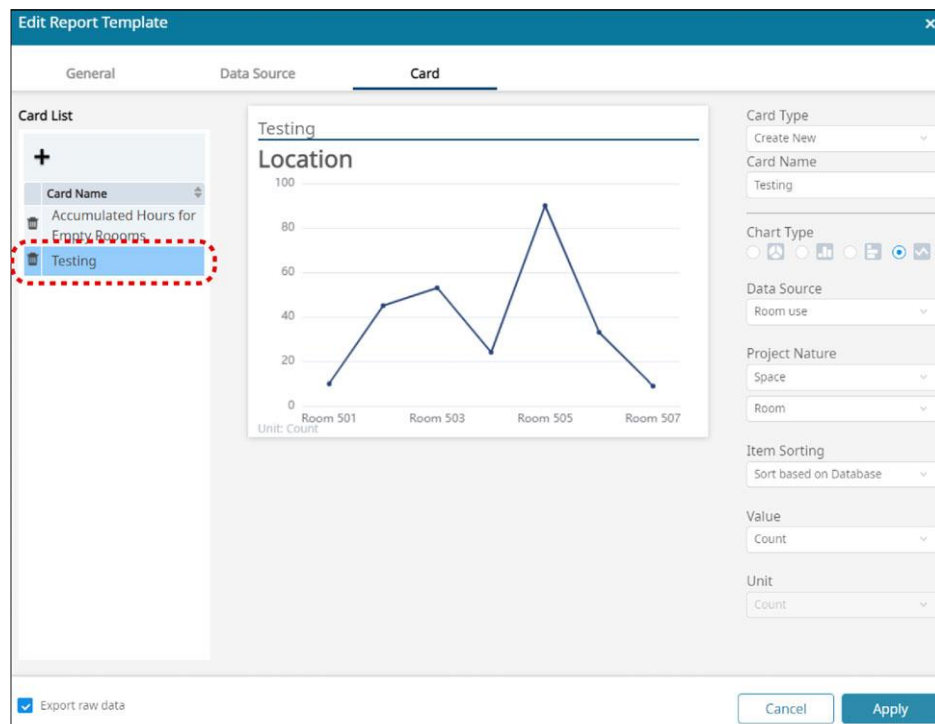 Edit Report Template
General
Data Source
Card
Card List
+
Card Name
Accumulated Hours for
Empty Roooms
Testing
Testing
Location
100
80
60
40
20
0
Room 501
Room 503
Room 505
Room 507
Unit: Count
Card Type
Create New
Card Name
Testing
Chart Type
Data Source
Room use
Project Nature
Space
Room
Item Sorting
Sort based on Database
Value
Count
Unit
Count
Export raw data
Cancel
Apply